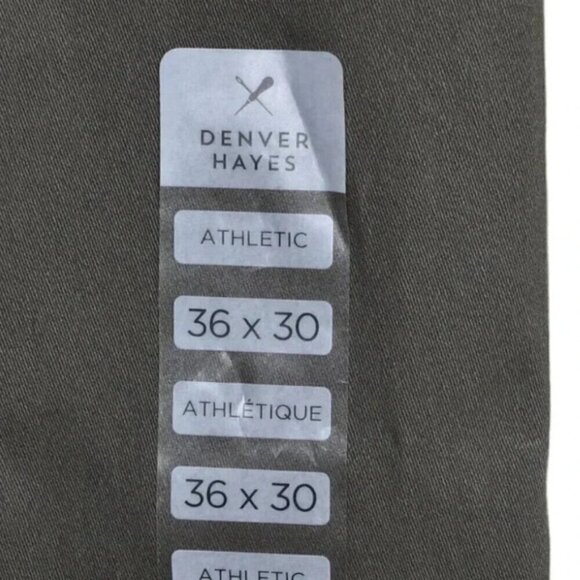 DENVER
HAYES
ATHLETIC
36 x 30
ATHLÉTIQUE
36 x 30
ATHLETIC